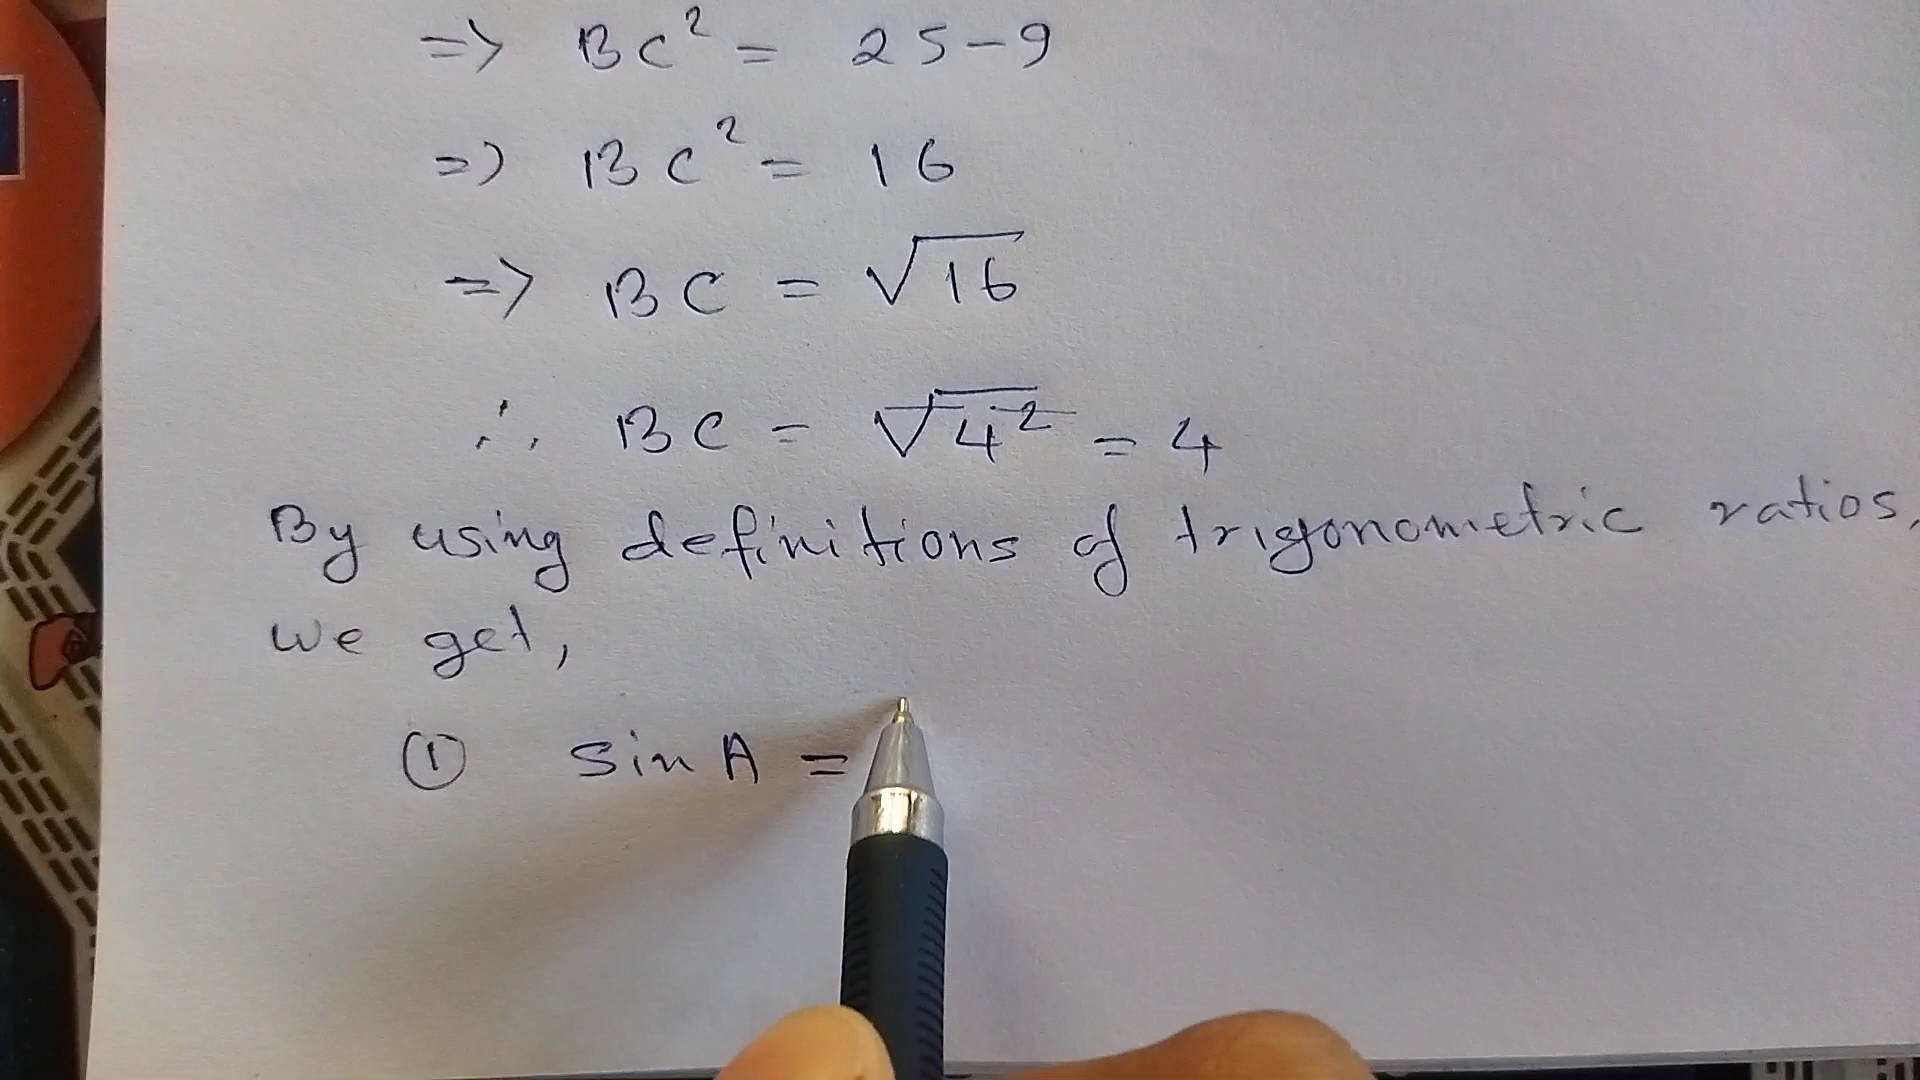 => BC² = 25-9
=> BC² = 16
=> BC = √16
∴ BC = √4² = 4
By using definitions of trigonometric ratios,
we get,
① sin A =